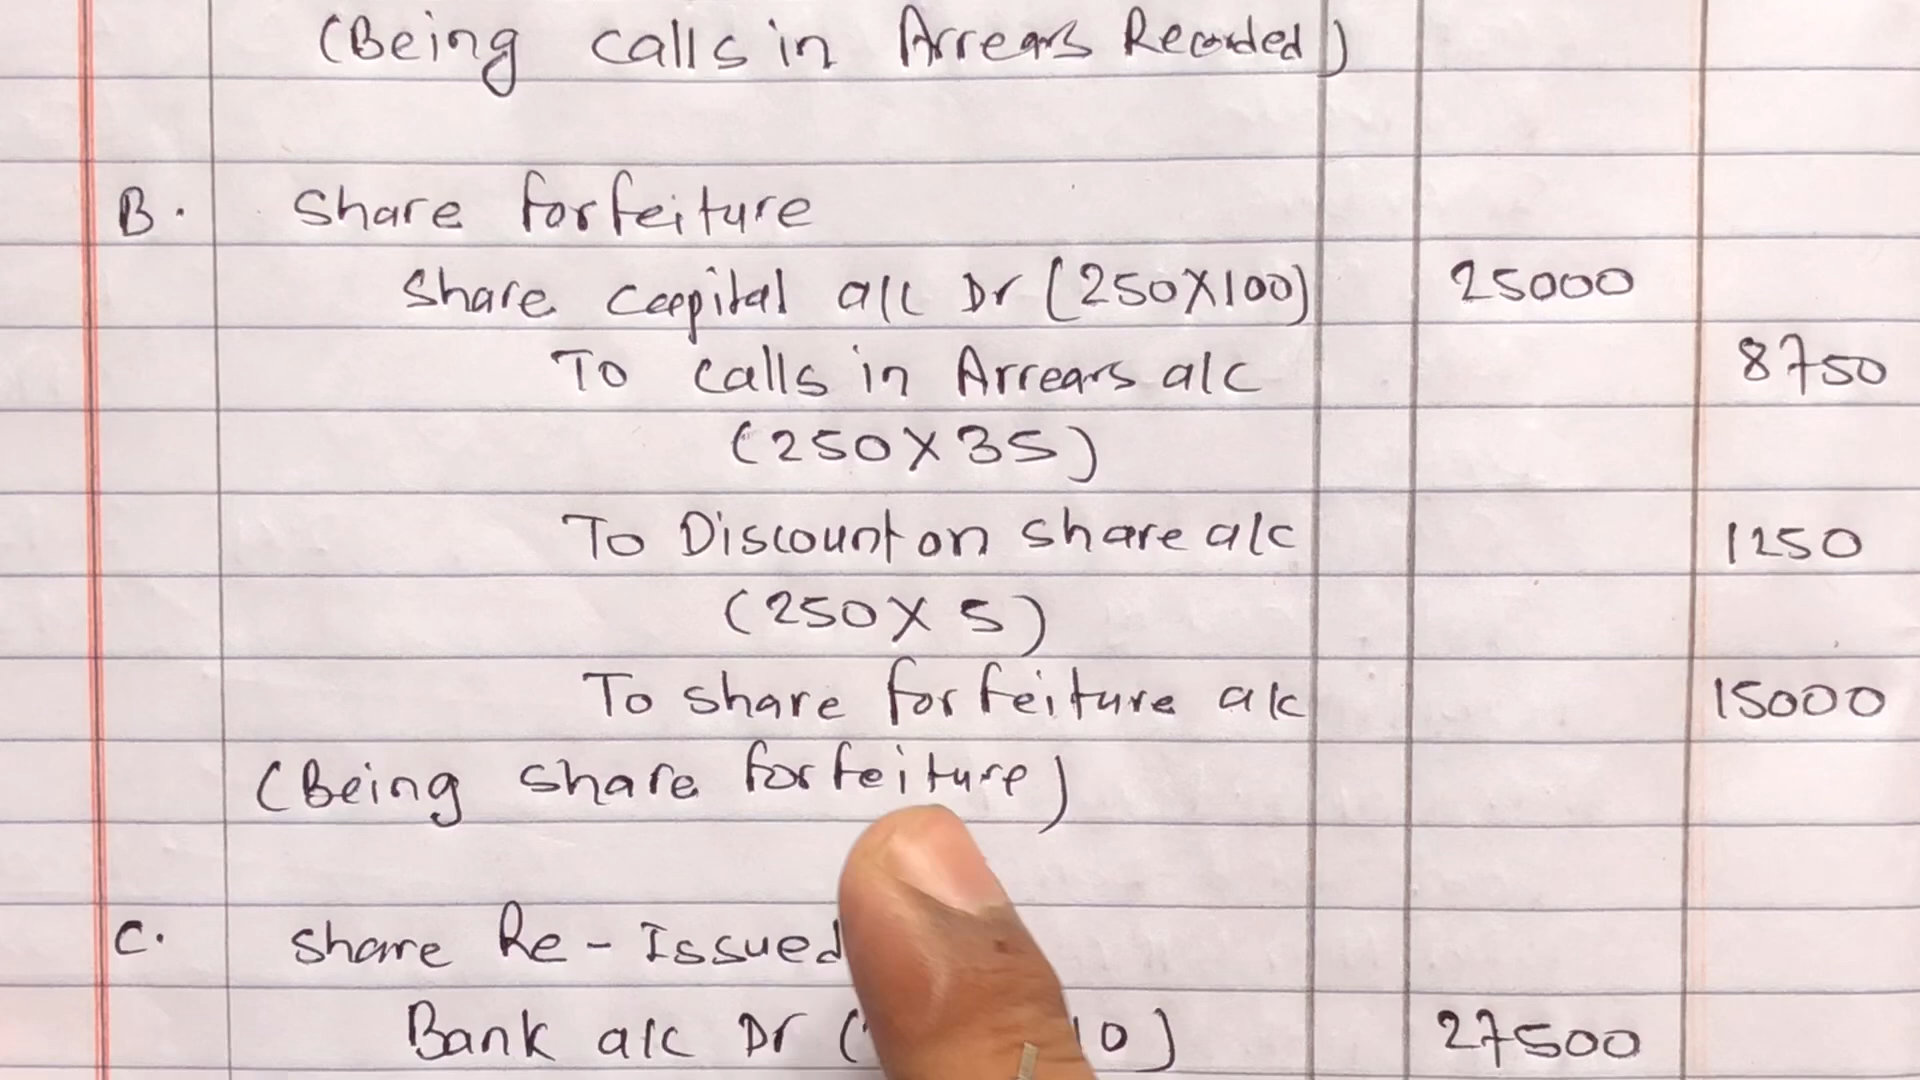 (Being calls in Arrears Recorded)
B. Share forfeiture
Share capital a/c Dr (250X100) 25000
To calls in Arrears a/c 8750
(250X35)
To Discount on share a/c 1250
(250X5)
To share forfeiture a/c 15000
(Being share forfeiture)
C. Share Re-Issued
Bank a/c Dr ( 10) 27500